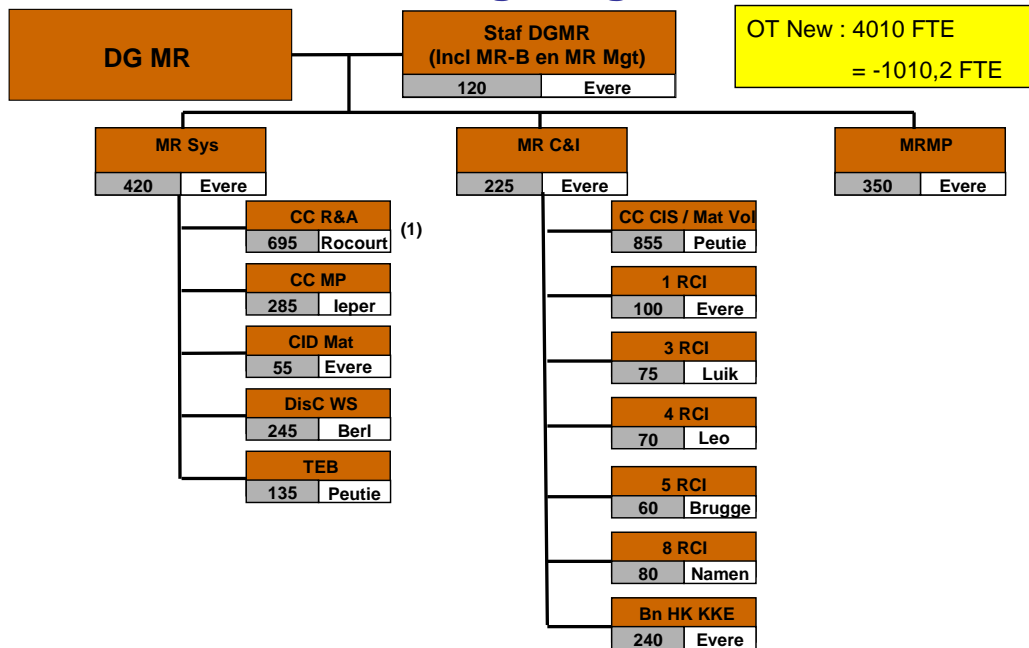 DG MR
Staf DGMR
(Incl MR-B en MR Mgt)
120 Evere
OT New : 4010 FTE
= -1010,2 FTE
MR Sys
420 Evere
MR C&I
225 Evere
MRMP
350 Evere
CC R&A
695 Rocourt
(1)
CC MP
285 Ieper
CID Mat
55 Evere
DisC WS
245 Berl
TEB
135 Peutie
CC CIS / Mat Vol
855 Peutie
1 RCI
100 Evere
3 RCI
75 Luik
4 RCI
70 Leo
5 RCI
60 Brugge
8 RCI
80 Namen
Bn HK KKE
240 Evere